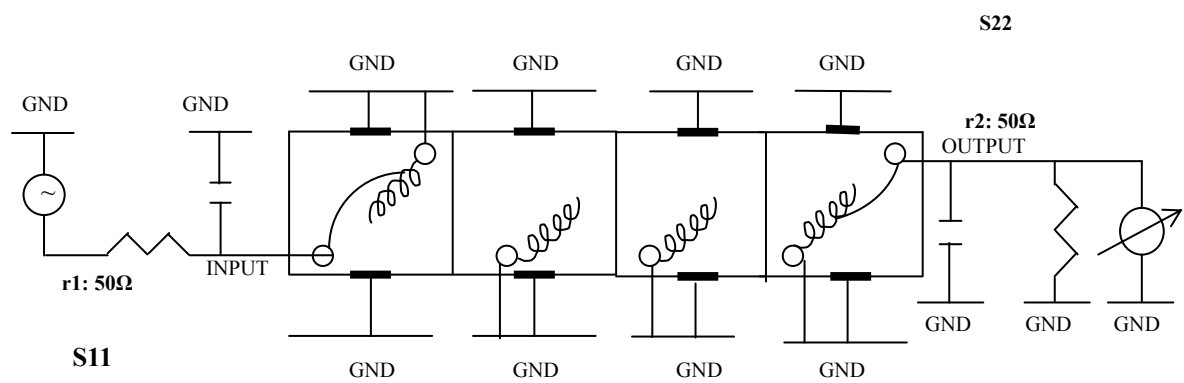 S22
GND
GND
GND
GND
GND
GND
r2: 50Ω
OUTPUT
~
INPUT
r1: 50Ω
GND
GND
GND
S11
GND
GND
GND
GND